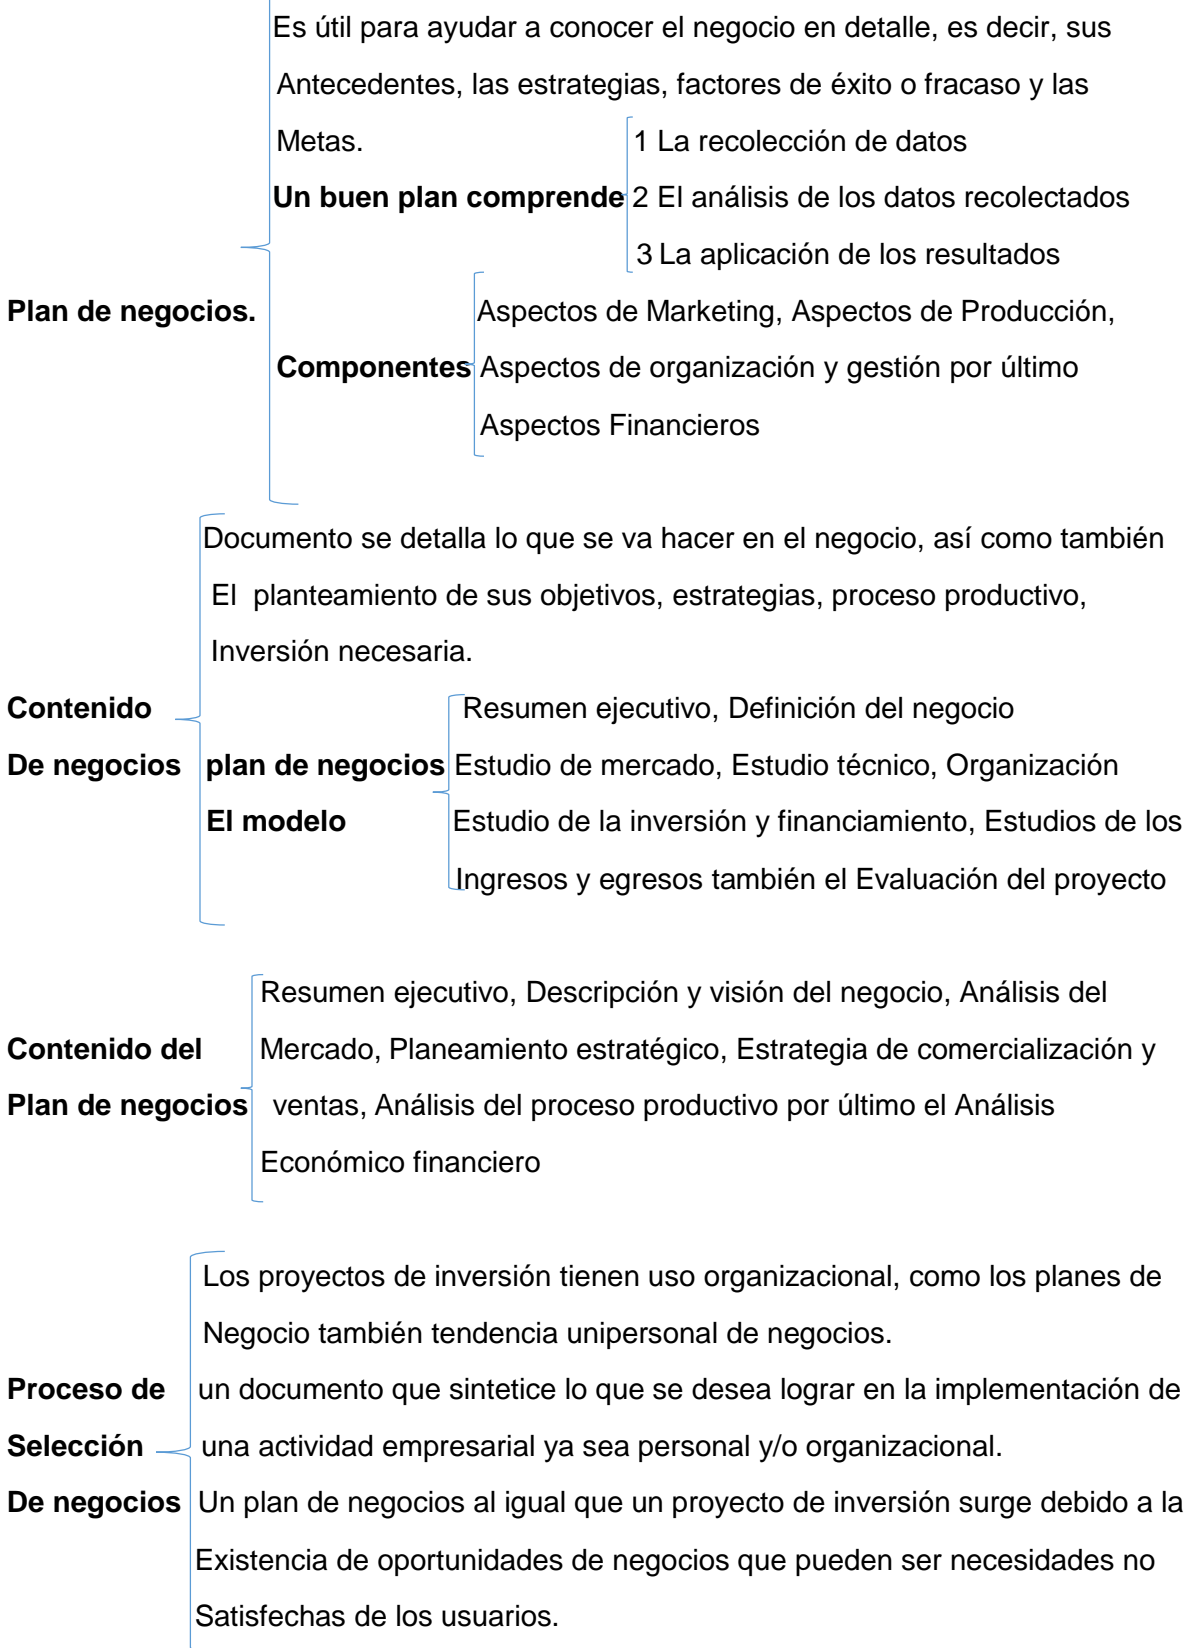 Es útil para ayudar a conocer el negocio en detalle, es decir, sus
Antecedentes, las estrategias, factores de éxito o fracaso y las
Metas. 1 La recolección de datos
Un buen plan comprende 2 El análisis de los datos recolectados
3 La aplicación de los resultados
Plan de negocios. Aspectos de Marketing, Aspectos de Producción,
Componentes Aspectos de organización y gestión por último
Aspectos Financieros
Documento se detalla lo que se va hacer en el negocio, así como también
El planteamiento de sus objetivos, estrategias, proceso productivo,
Inversión necesaria.
Contenido Resumen ejecutivo, Definición del negocio
De negocios plan de negocios Estudio de mercado, Estudio técnico, Organización
El modelo Estudio de la inversión y financiamiento, Estudios de los
Ingresos y egresos también el Evaluación del proyecto
Resumen ejecutivo, Descripción y visión del negocio, Análisis del
Contenido del Mercado, Planeamiento estratégico, Estrategia de comercialización y
Plan de negocios ventas, Análisis del proceso productivo por último el Análisis
Económico financiero
Los proyectos de inversión tienen uso organizacional, como los planes de
Negocio también tendencia unipersonal de negocios.
Proceso de un documento que sintetice lo que se desea lograr en la implementación de
Selección una actividad empresarial ya sea personal y/o organizacional.
De negocios Un plan de negocios al igual que un proyecto de inversión surge debido a la
Existencia de oportunidades de negocios que pueden ser necesidades no
Satisfechas de los usuarios.